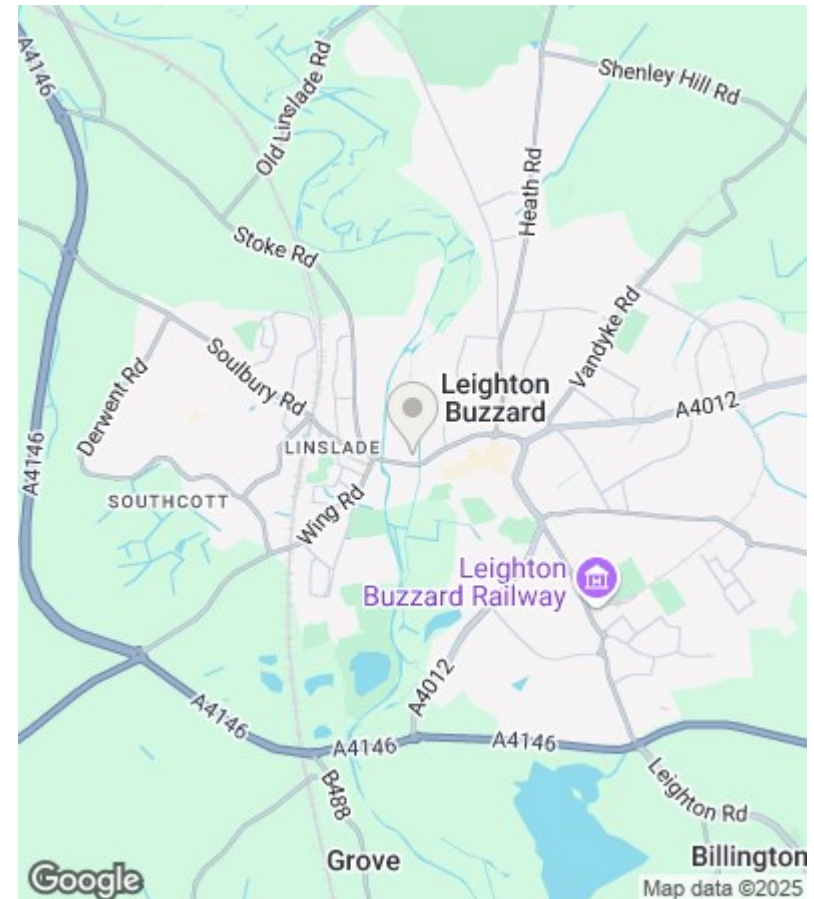 A4146
Old Linslade Rd
Shenley Hill Rd
Heath Rd
Stoke Rd
Vandyke Rd
Soulbury Rd
Derwent Rd
Leighton
Buzzard
A4012
LINSLADE
A4146
SOUTHCOTT
Wing Rd
Leighton
Buzzard Railway
A4012
A4146
A4146
A4146
B488
Leighton Rd
Grove
Billington
Google
Map data ©2025